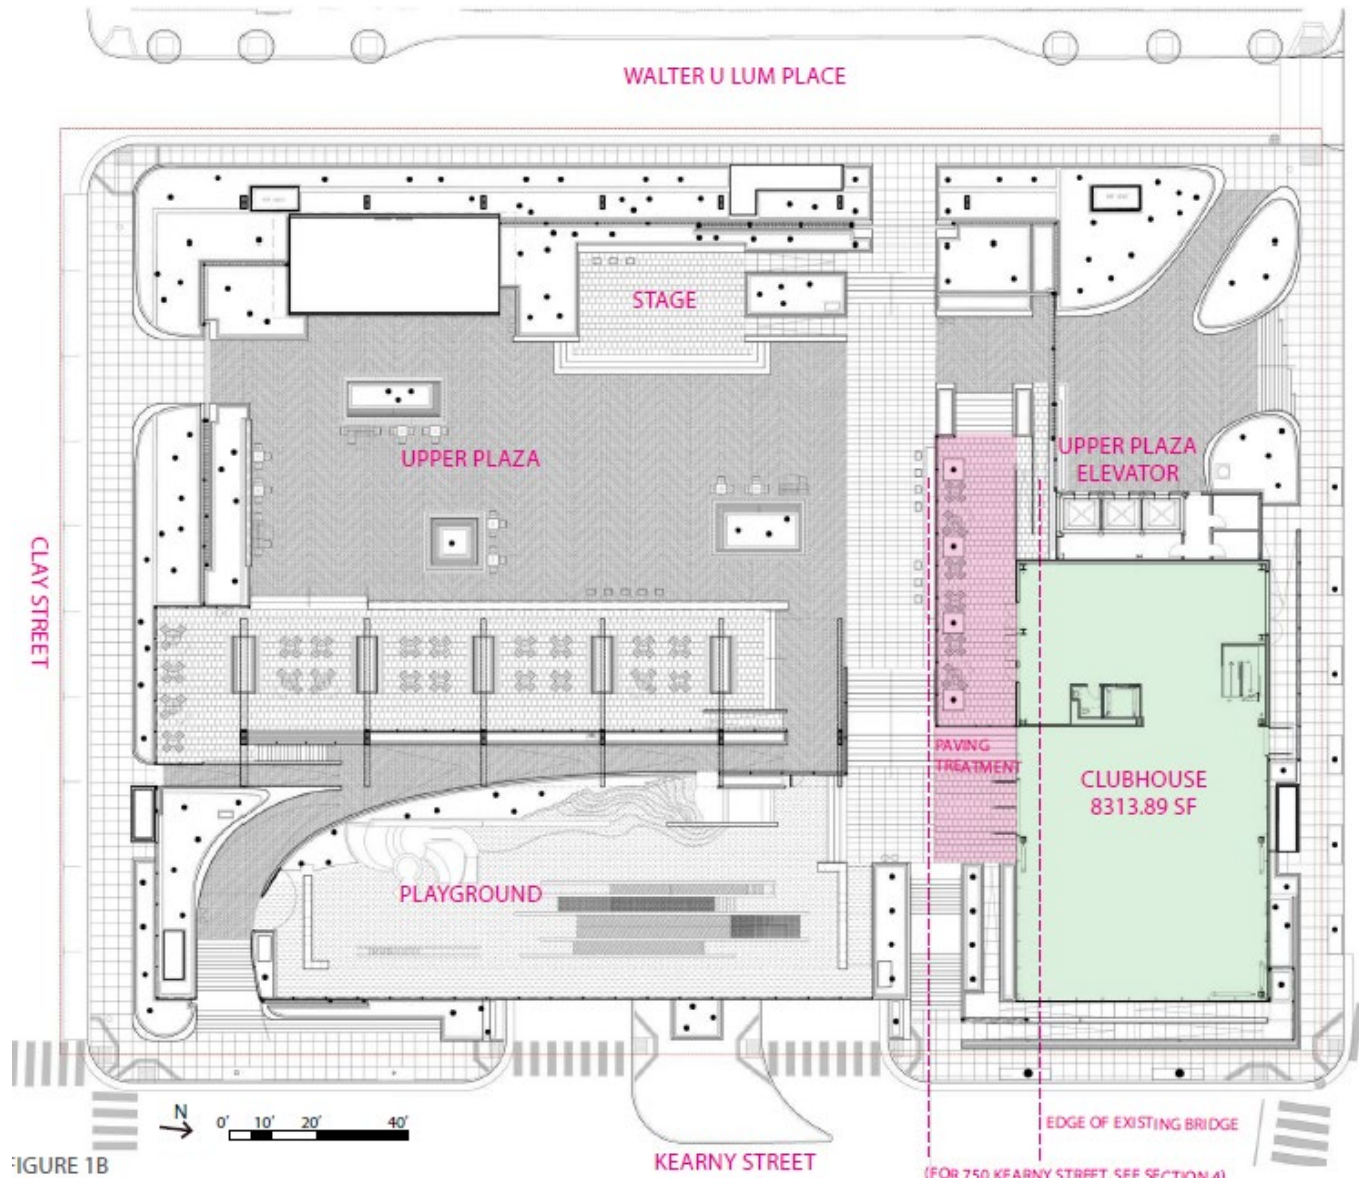 WALTER U LUM PLACE
STAGE
UPPER PLAZA
UPPER PLAZA
ELEVATOR
CLAY STREET
PAVING
TREATMENT
CLUBHOUSE
8313.89 SF
PLAYGROUND
N
0' 10' 20' 40'
EDGE OF EXISTING BRIDGE
KEARNY STREET
(FOR 750 KEARNY STREET, SEE SECTION 4)
FIGURE 1B